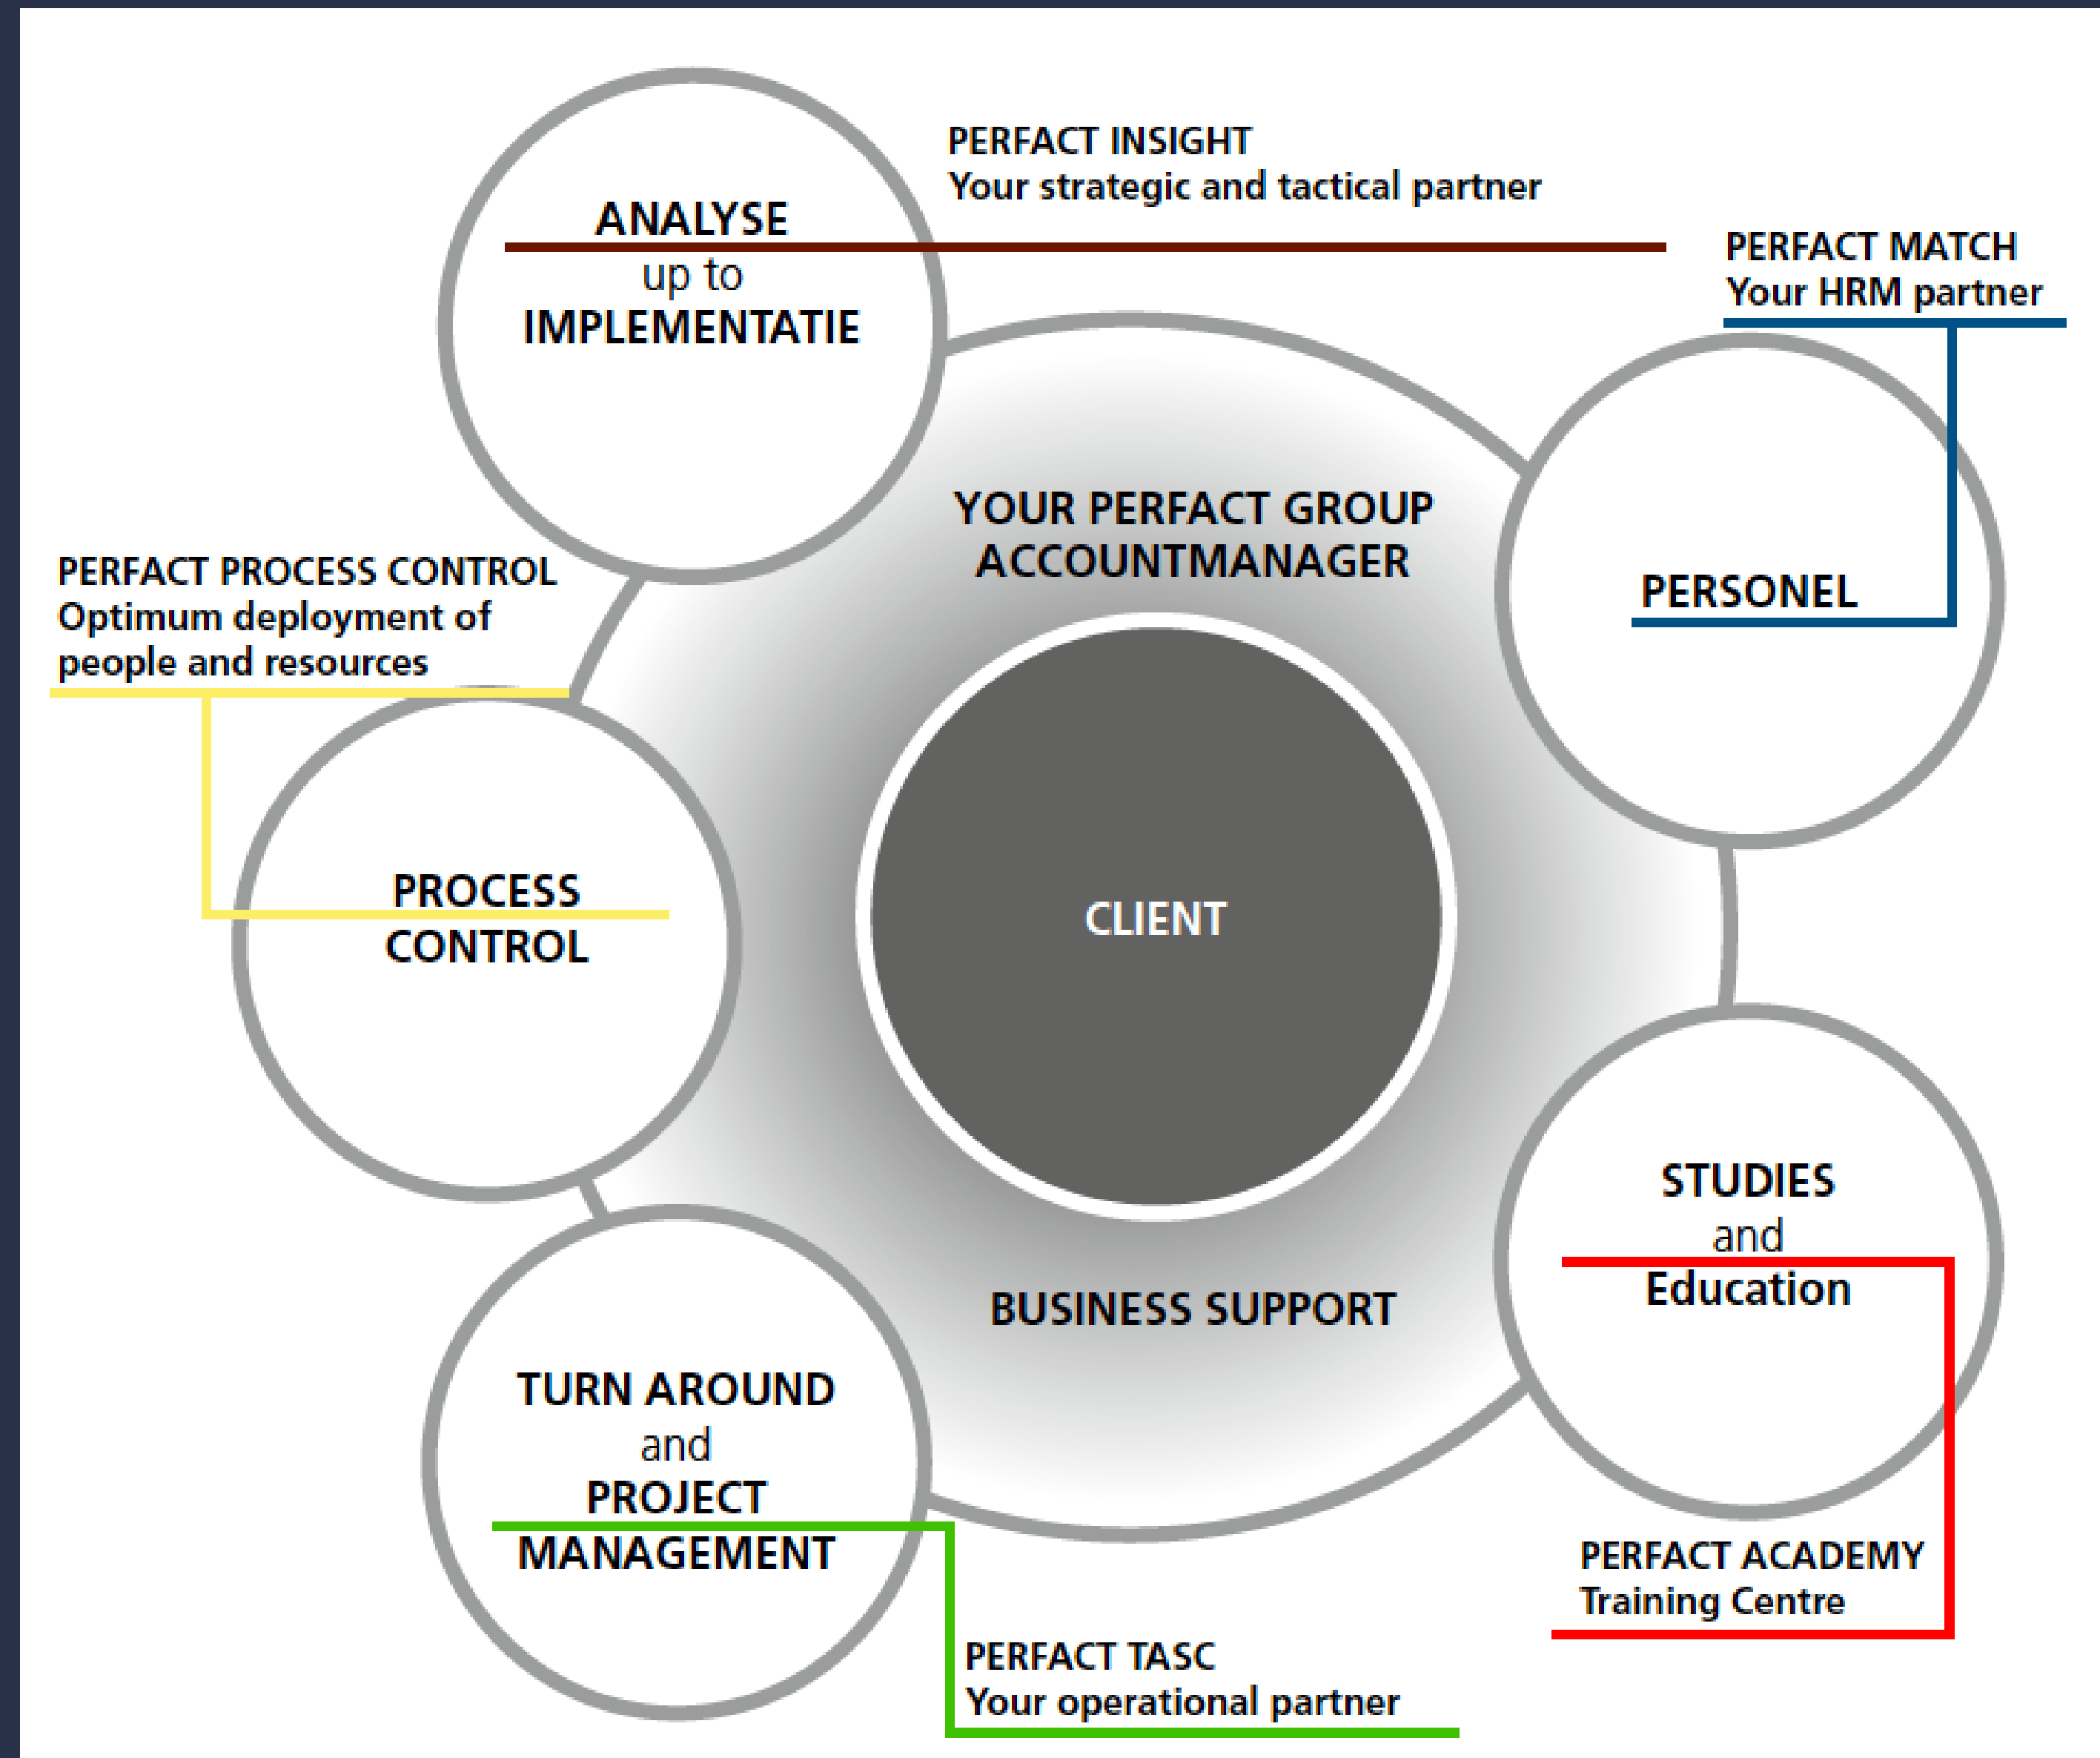 ANALYSE
up to
IMPLEMENTATIE
PERFACT INSIGHT
Your strategic and tactical partner
PERFACT MATCH
Your HRM partner
PERSONEL
YOUR PERFACT GROUP
ACCOUNTMANAGER
PERFACT PROCESS CONTROL
Optimum deployment of
people and resources
PROCESS
CONTROL
CLIENT
STUDIES
and
Education
BUSINESS SUPPORT
TURN AROUND
and
PROJECT
MANAGEMENT
PERFACT ACADEMY
Training Centre
PERFACT TASC
Your operational partner